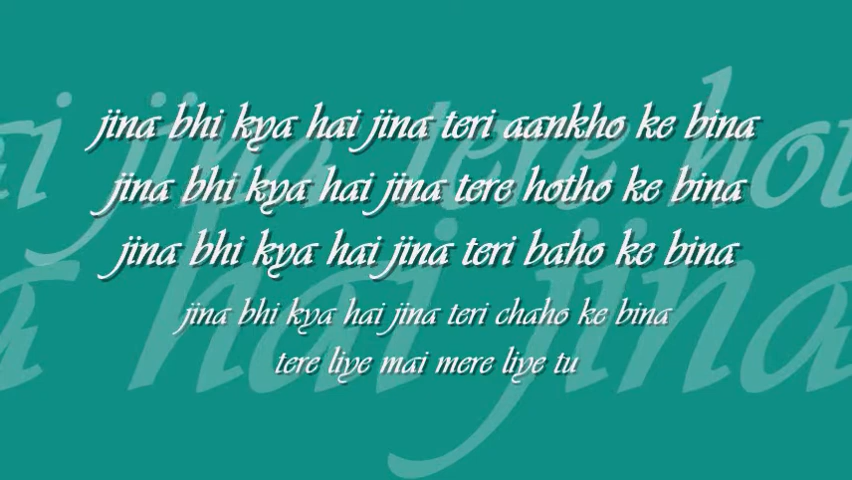 jina bhi kya hai jina teri aankho ke bina
jina bhi kya hai jina tere hotho ke bina
jina bhi kya hai jina teri baho ke bina
jina bhi kya hai jina teri chaho ke bina
tere liye mai mere liye tu